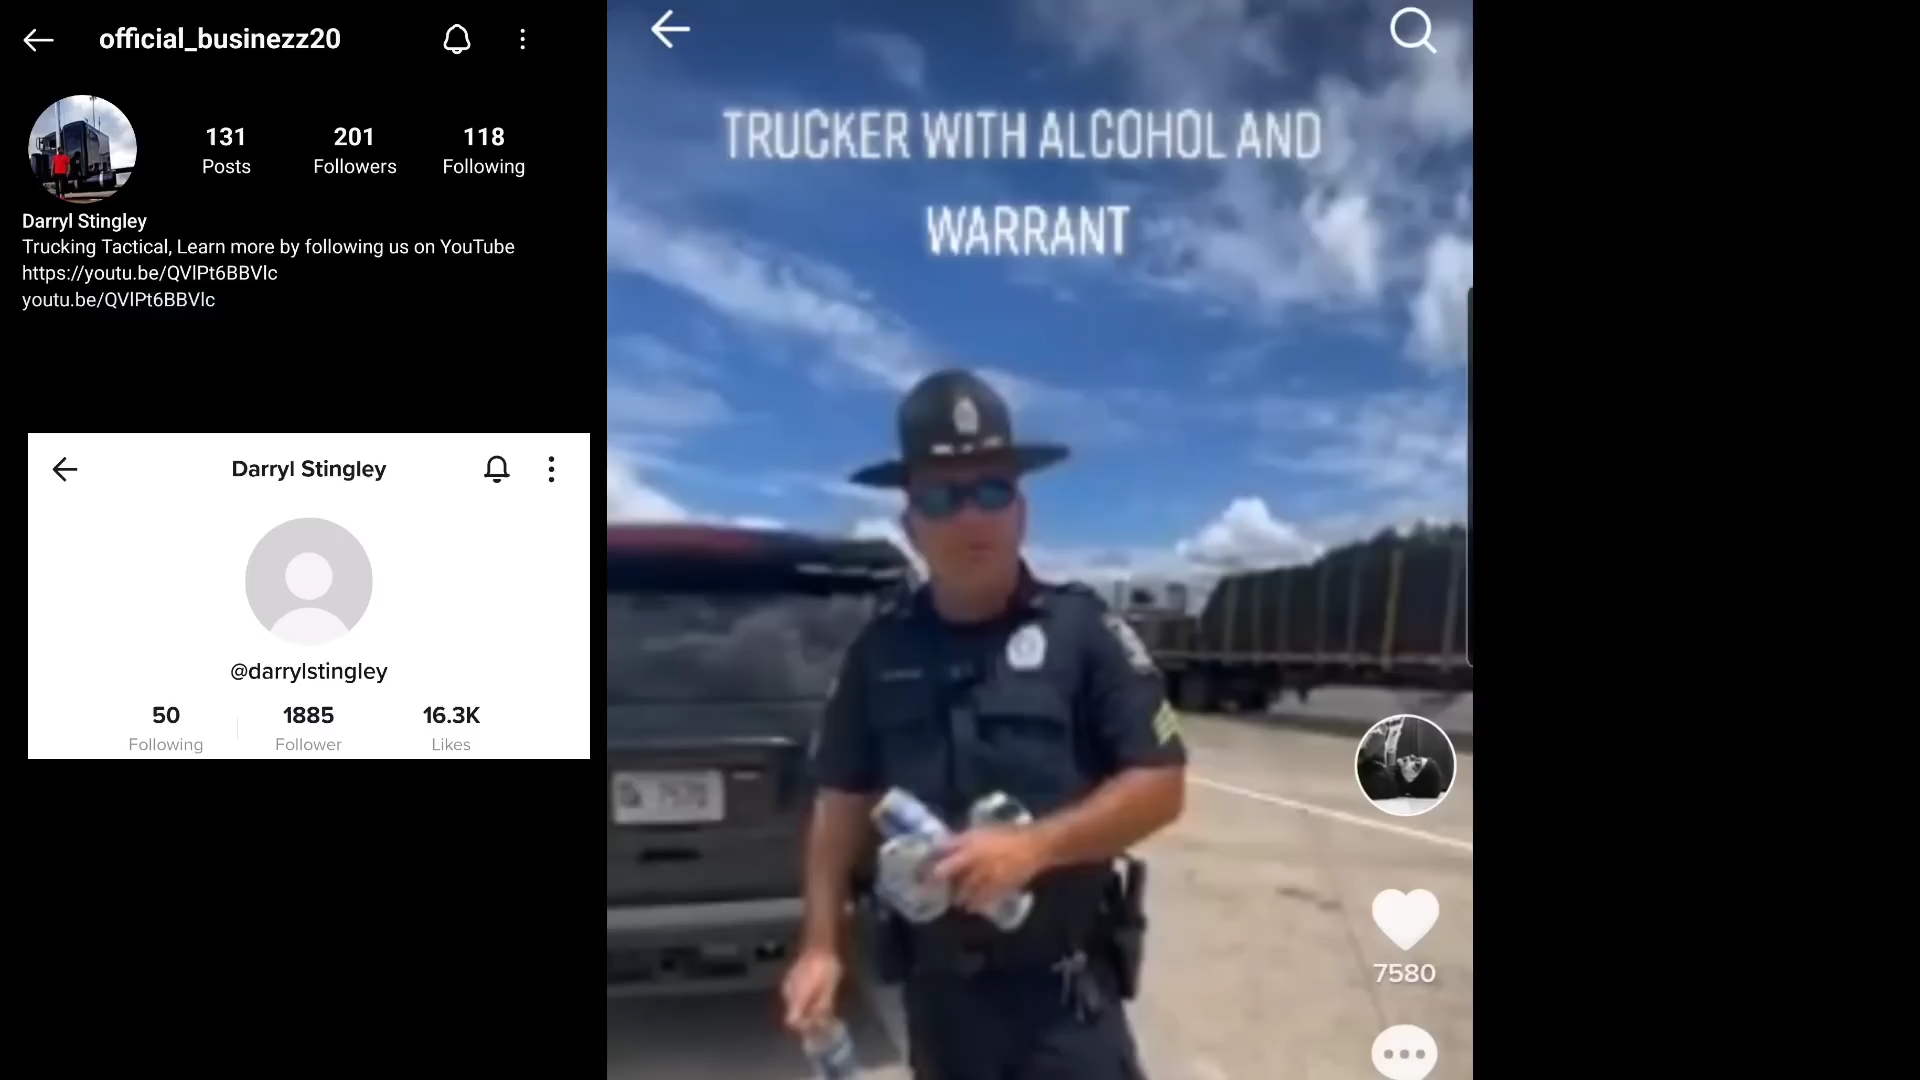 official_businezz20
131
Posts
201
Followers
118
Following
Darryl Stingley
Trucking Tactical, Learn more by following us on YouTube
https://youtu.be/QVlPt6BBVlc
youtu.be/QVlPt6BBVlc
Darryl Stingley
@darrylstingley
50
Following
1885
Follower
16.3K
Likes
TRUCKER WITH ALCOHOL AND
WARRANT
7580